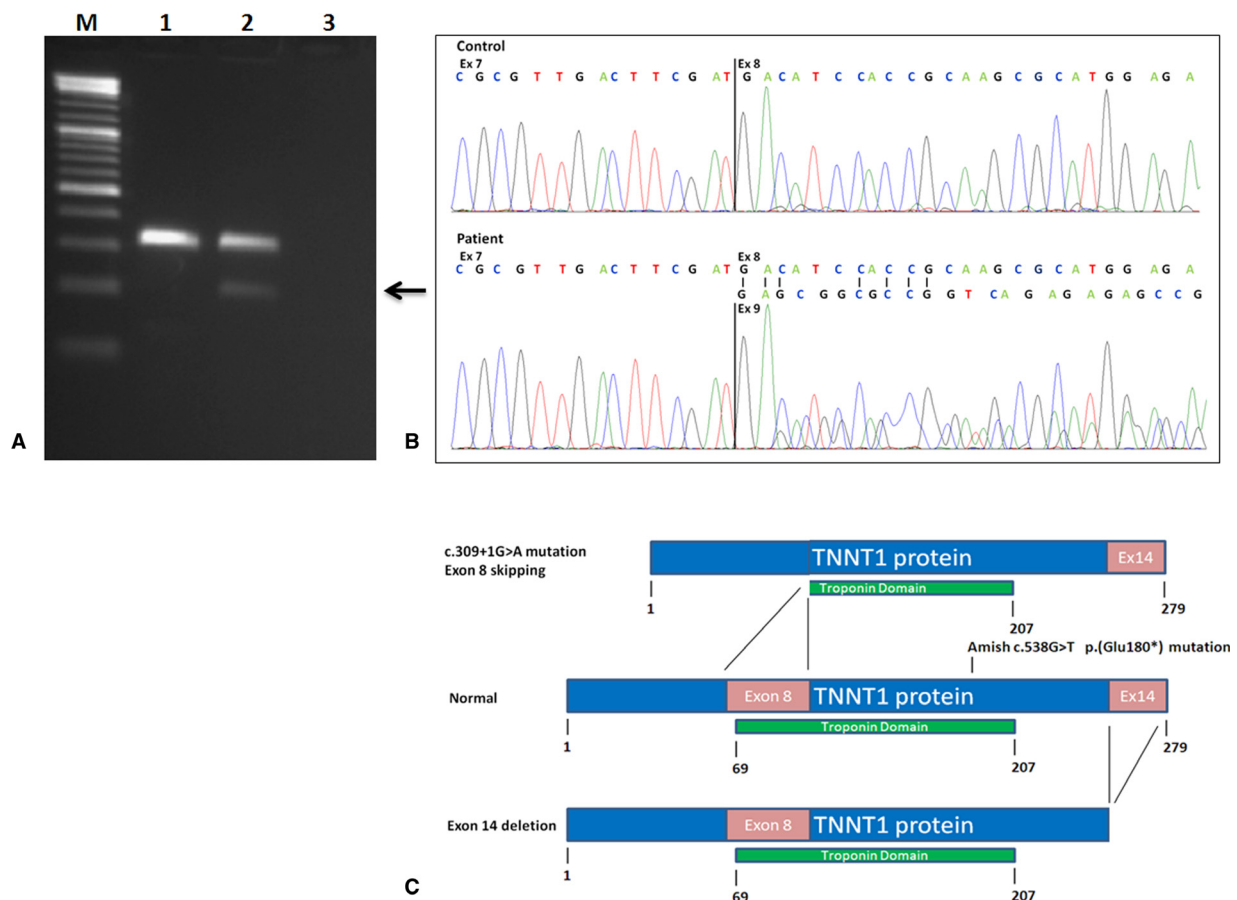 M 1 2 3
A
Control
Ex 7 Ex 8
C G C G T T G A C T T C G A T G A C A T C C A C C G C A A G C G C A T G G A G A
Patient
Ex 7 Ex 8
C G C G T T G A C T T C G A T G A C A T C C A C C G C A A G C G C A T G G A G A
G A G C G G C G C C G G T C A G A G A G A G C C G
Ex 9
B
c.309+1G>A mutation
Exon 8 skipping
TNNT1 protein Ex14
Troponin Domain
1 279
207
Amish c.538G>T p.(Glu180*) mutation
Normal
Exon 8 TNNT1 protein Ex14
Troponin Domain
1 279
69 207
Exon 14 deletion
Exon 8 TNNT1 protein
Troponin Domain
1
69 207
C